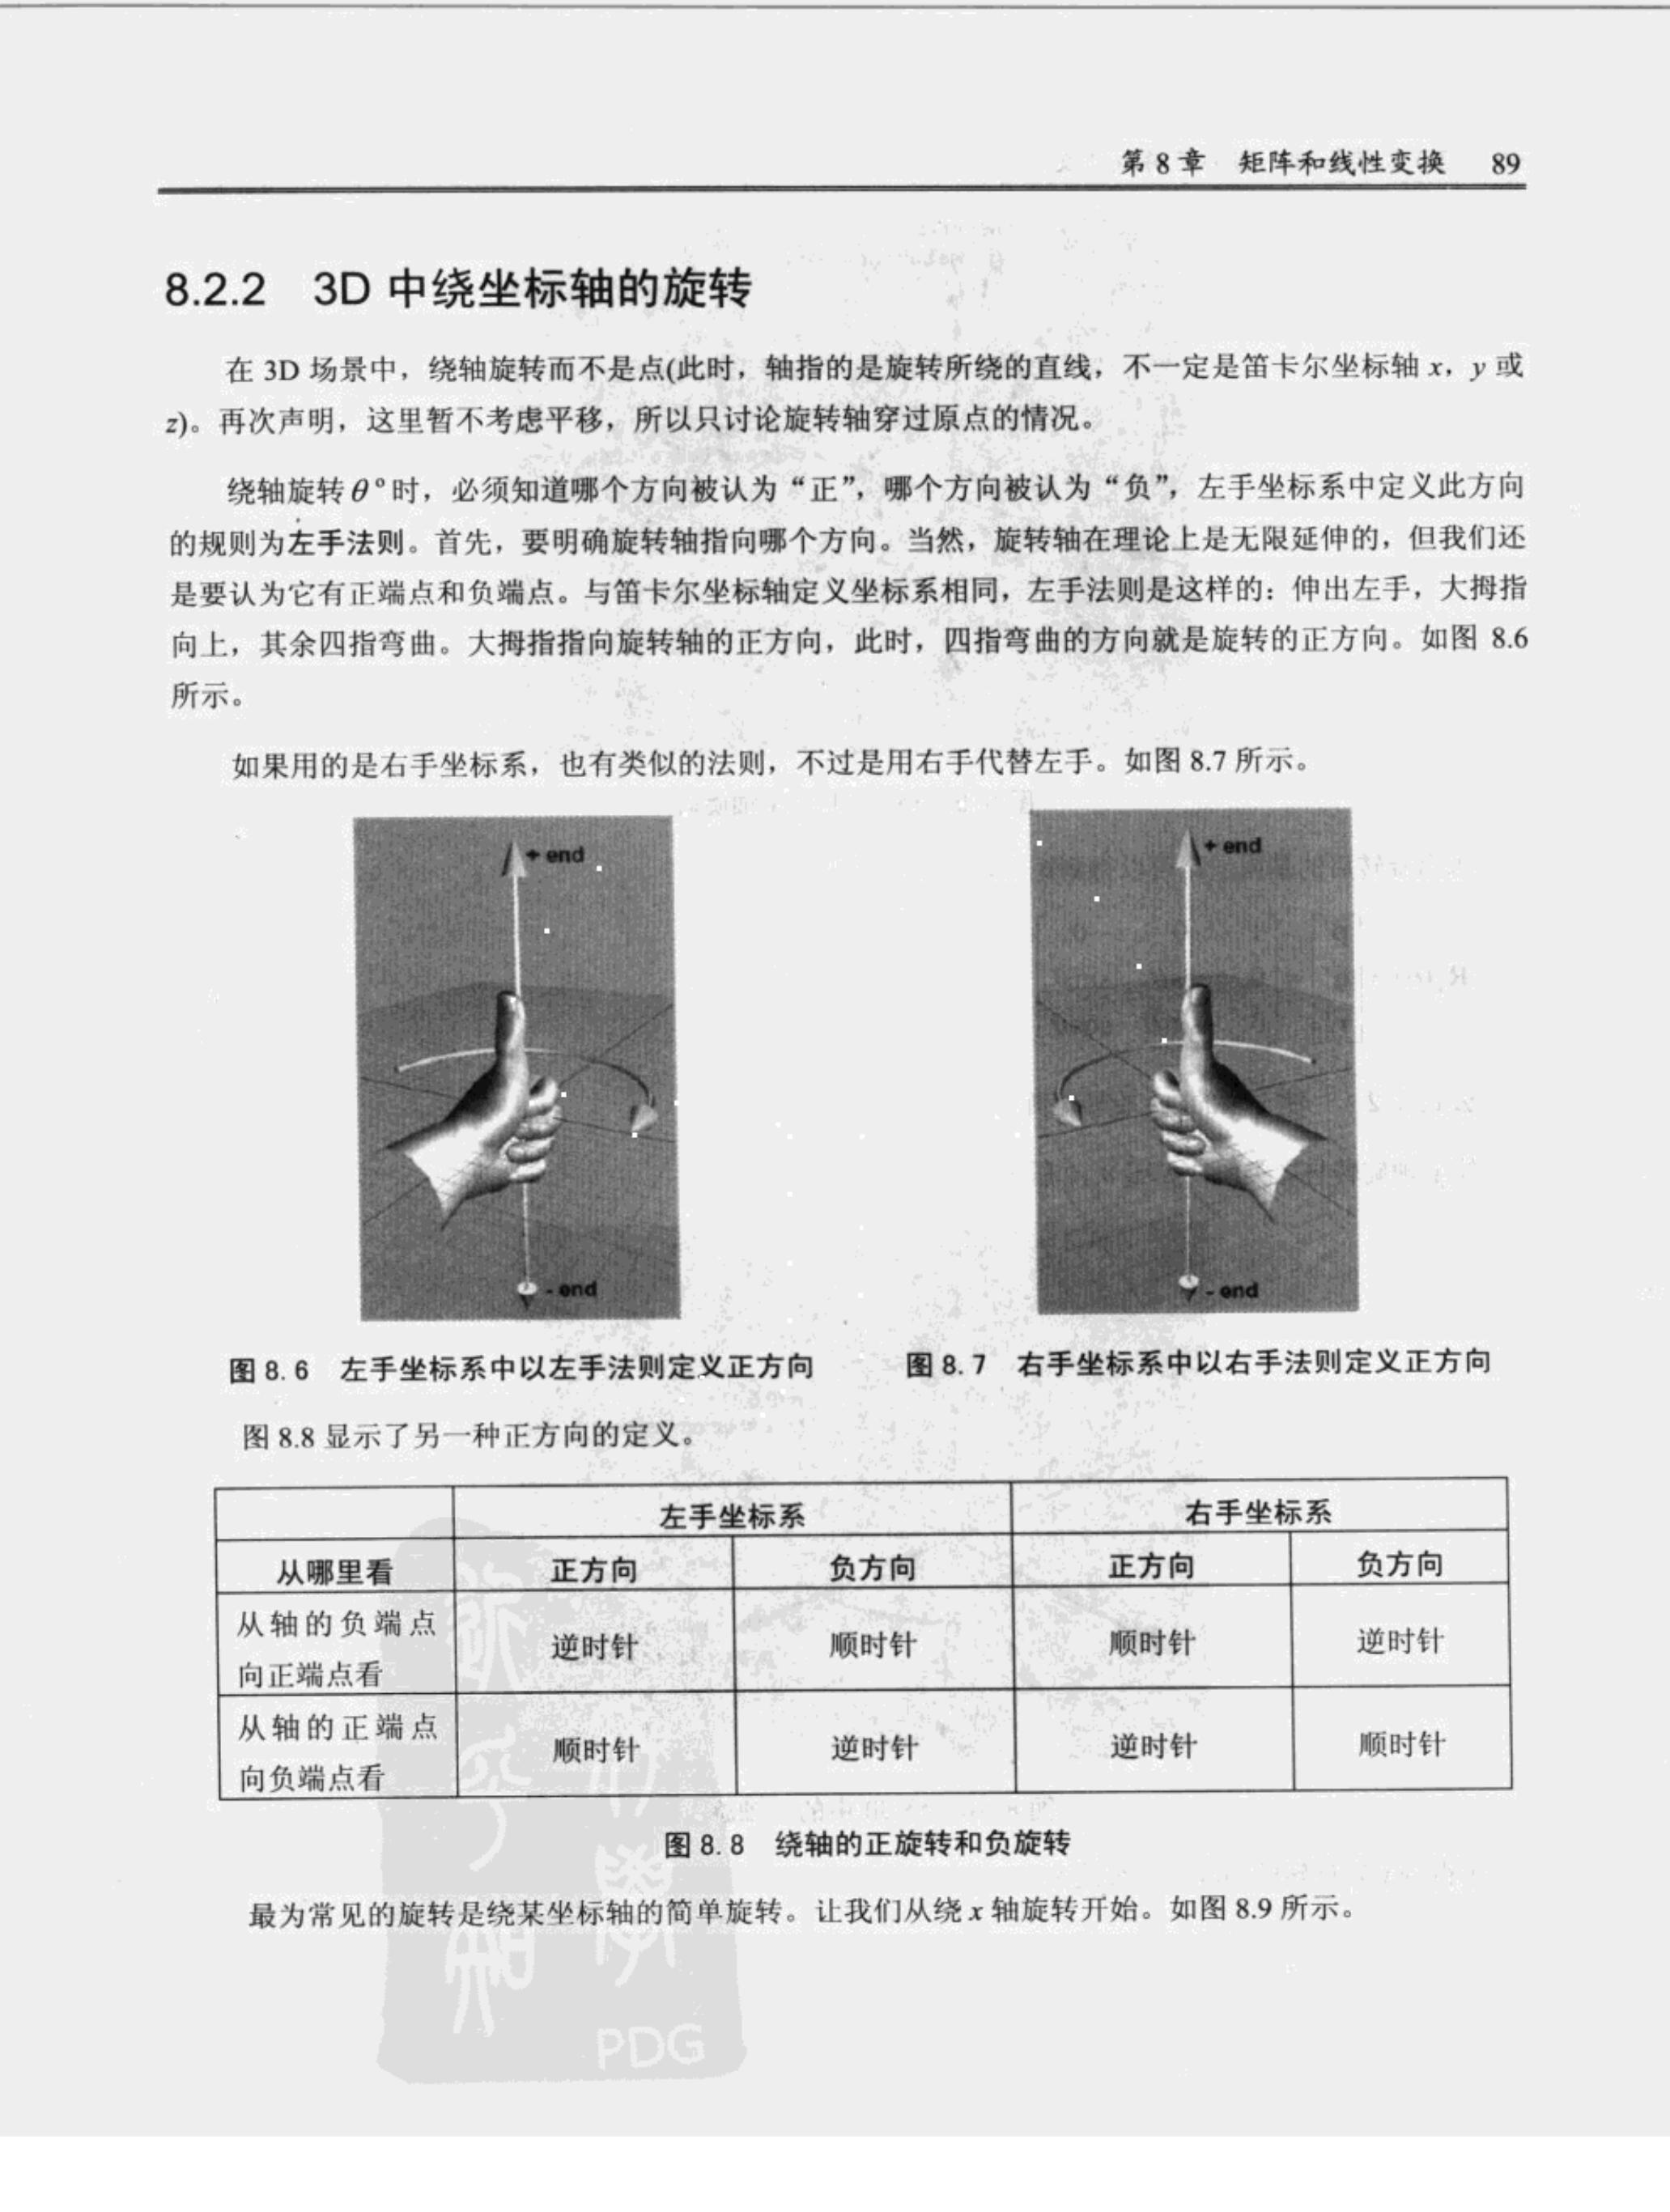 第 8 章 矩阵和线性变换 89
8.2.2 3D 中绕坐标轴的旋转
在 3D 场景中，绕轴旋转而不是点(此时，轴指的是旋转所绕的直线，不一定是笛卡尔坐标轴 x，y 或
z)。再次声明，这里暂不考虑平移，所以只讨论旋转轴穿过原点的情况。
绕轴旋转 θ°时，必须知道哪个方向被认为“正”，哪个方向被认为“负”，左手坐标系中定义此方向
的规则为左手法则。首先，要明确旋转轴指向哪个方向。当然，旋转轴在理论上是无限延伸的，但我们还
是要认为它有正端点和负端点。与笛卡尔坐标轴定义坐标系相同，左手法则是这样的：伸出左手，大拇指
向上，其余四指弯曲。大拇指指向旋转轴的正方向，此时，四指弯曲的方向就是旋转的正方向。如图 8.6
所示。
如果用的是右手坐标系，也有类似的法则，不过是用右手代替左手。如图 8.7 所示。
+ end
+ end
- end
- end
图 8.6 左手坐标系中以左手法则定义正方向
图 8.7 右手坐标系中以右手法则定义正方向
图 8.8 显示了另一种正方向的定义。
左手坐标系 右手坐标系
从哪里看 正方向 负方向 正方向 负方向
从轴的负端点
向正端点看
逆时针 顺时针 顺时针 逆时针
从轴的正端点
向负端点看
顺时针 逆时针 逆时针 顺时针
图 8.8 绕轴的正旋转和负旋转
最为常见的旋转是绕某坐标轴的简单旋转。让我们从绕 x 轴旋转开始。如图 8.9 所示。
PDG